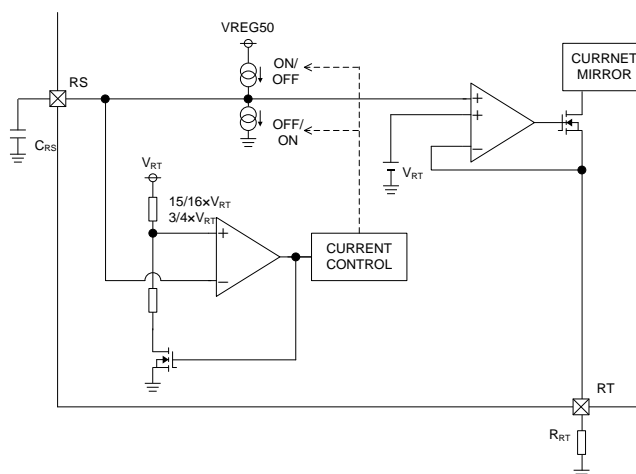 VREG50
ON/
OFF
CURRNET
MIRROR
RS
+
+
−
OFF/
ON
CRS
VRT
VRT
15/16×VRT
3/4×VRT
+
−
CURRENT
CONTROL
RT
RRT